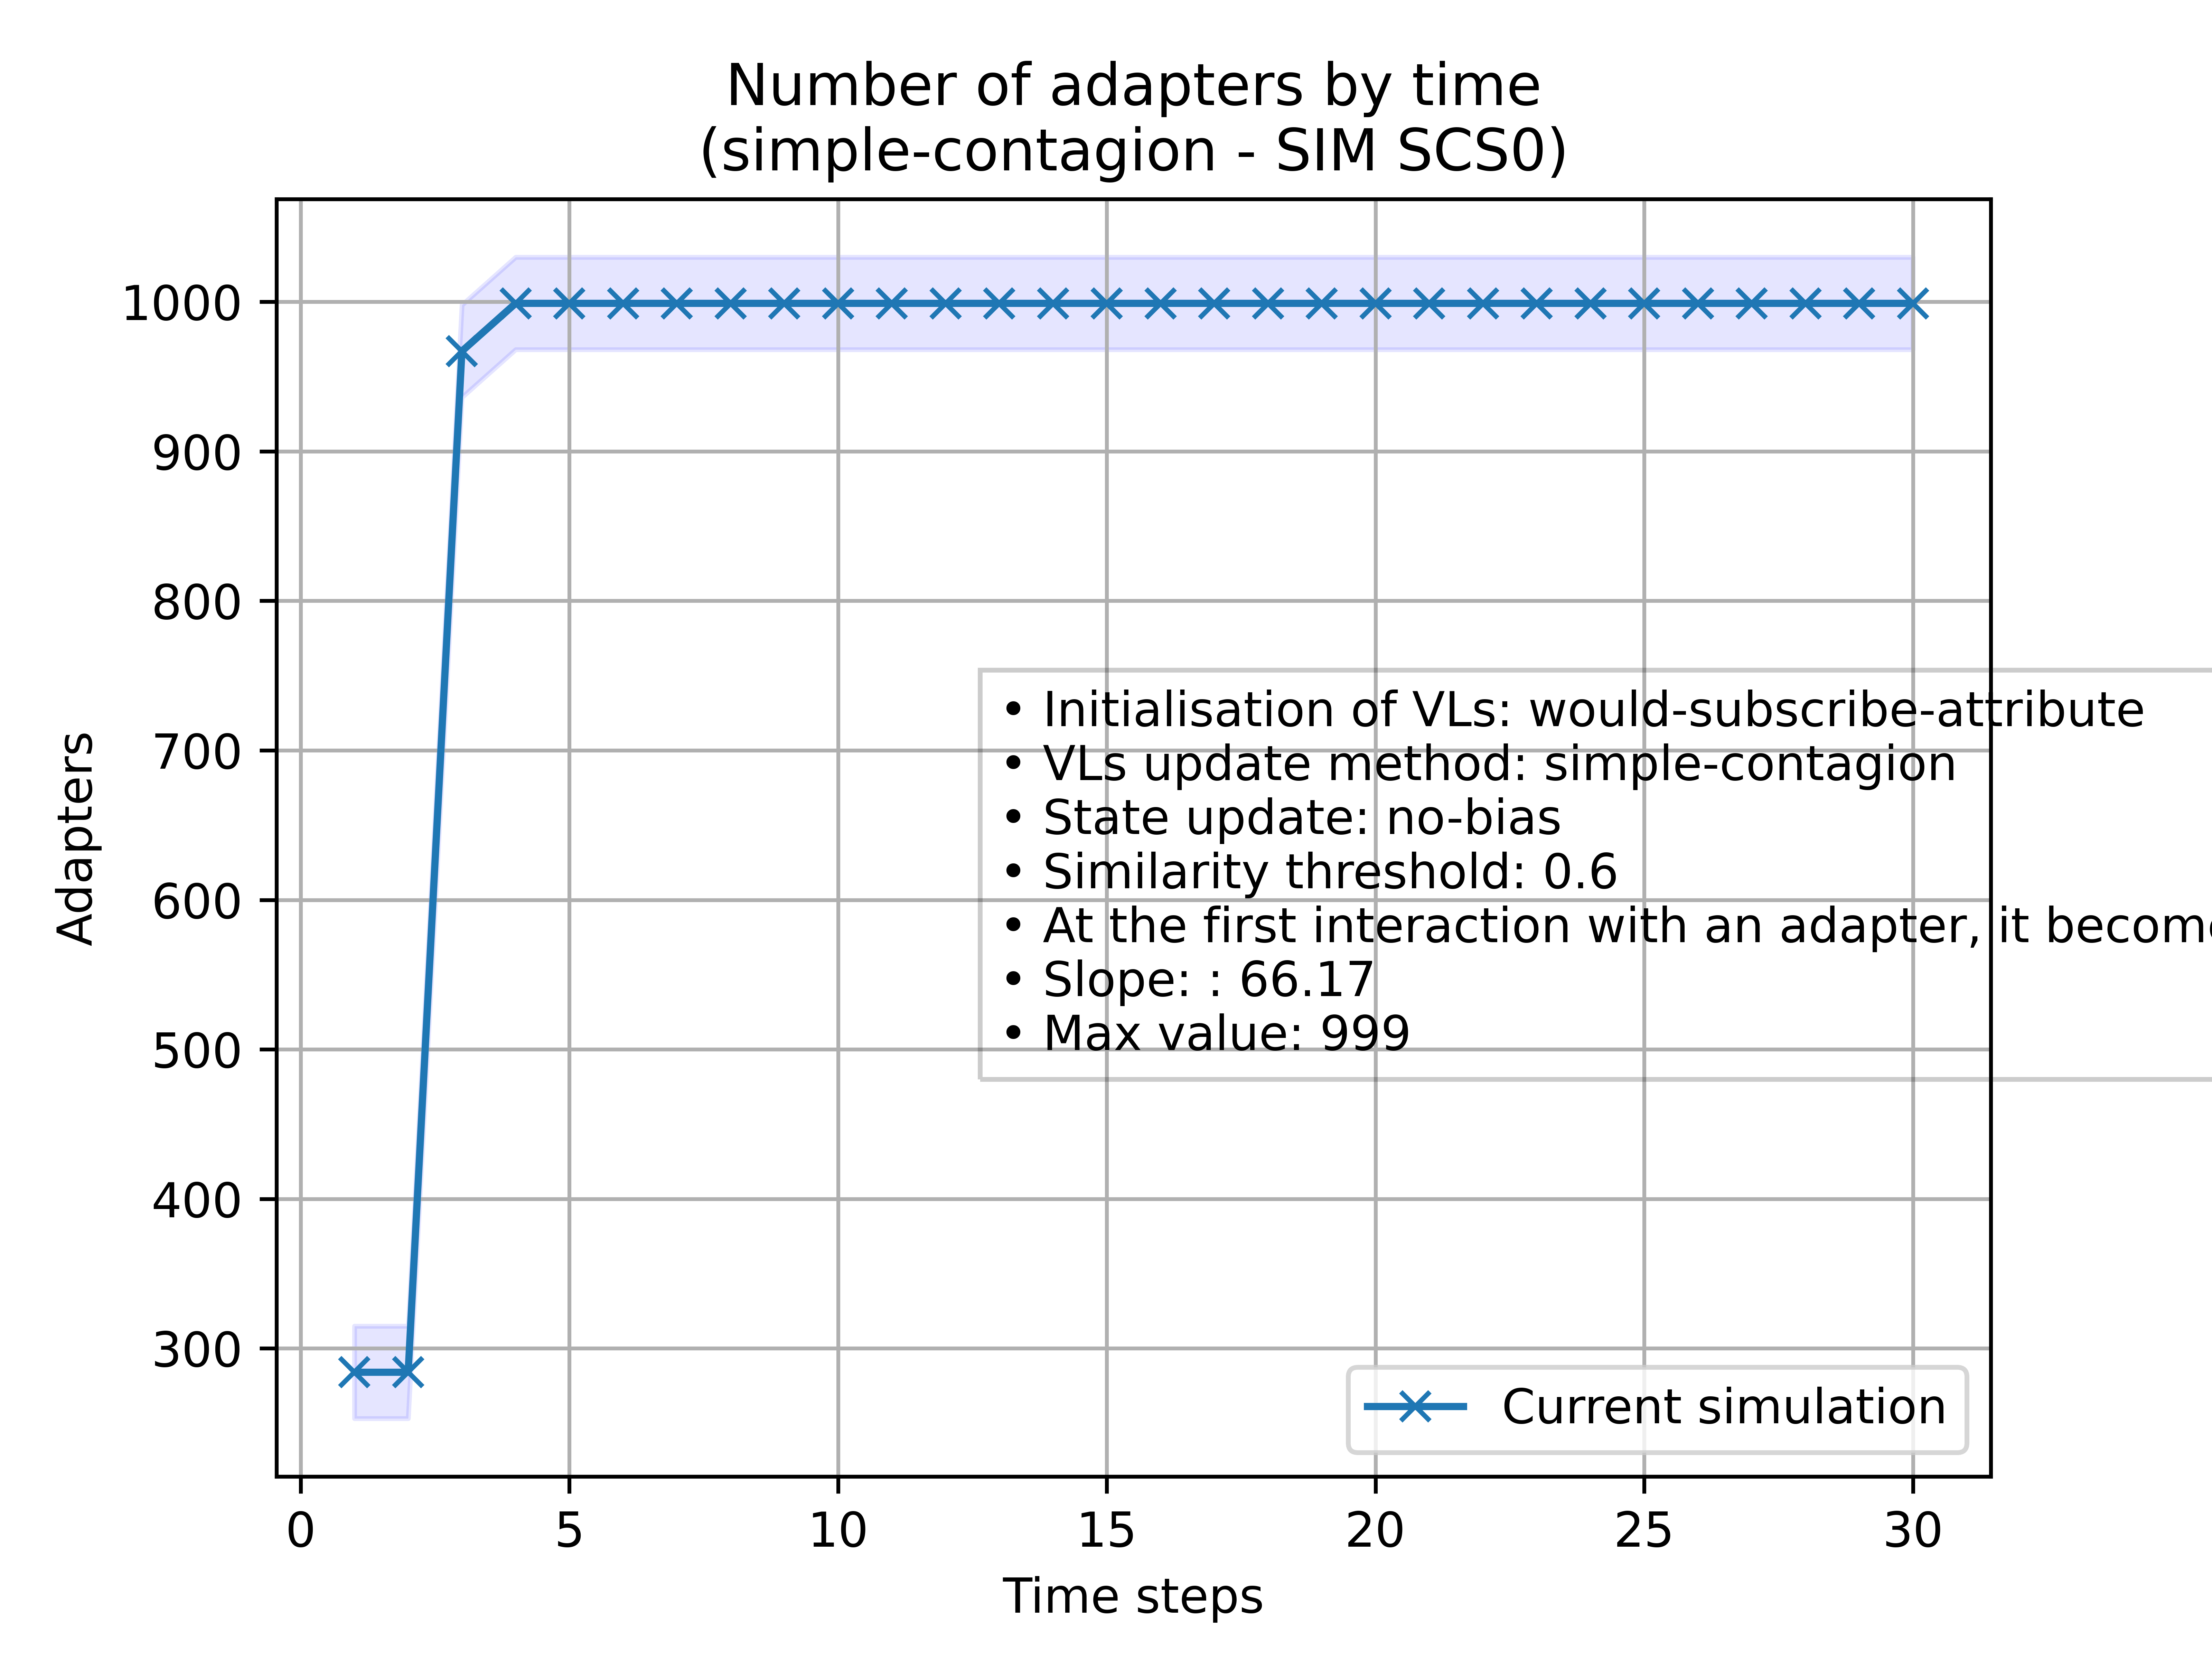 Number of adapters by time
(simple-contagion - SIM SCS0)
1000
900
800
700
600
500
400
300
Adapters
• Initialisation of VLs: would-subscribe-attribute
• VLs update method: simple-contagion
• State update: no-bias
• Similarity threshold: 0.6
• At the first interaction with an adapter, it
• Slope: : 66.17
• Max value: 999
Current simulation
0 5 10 15 20 25 30
Time steps